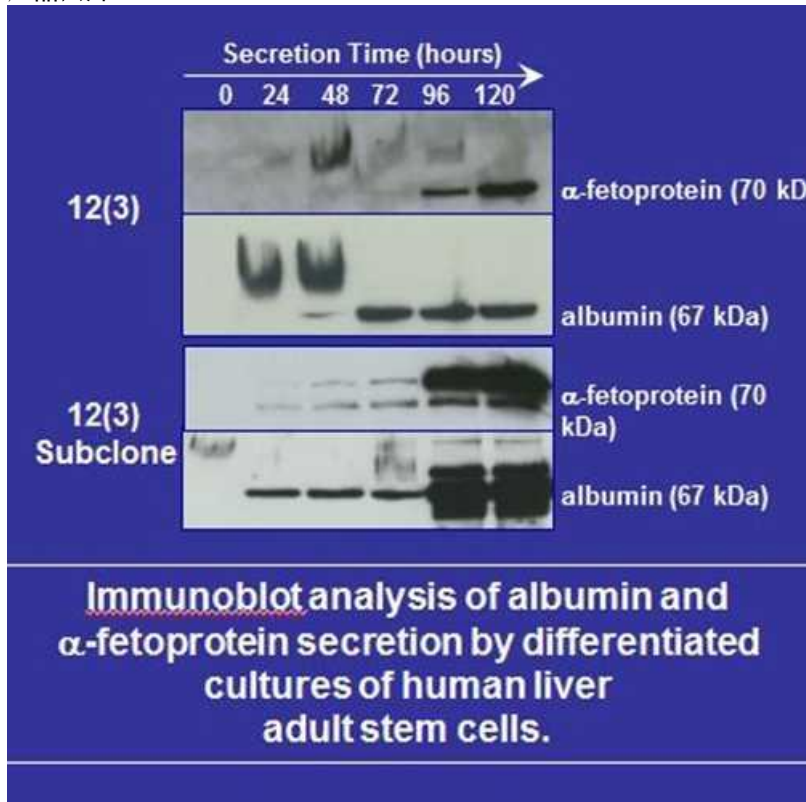 Secretion Time (hours)
0 24 48 72 96 120
12(3)
α-fetoprotein (70 kD
albumin (67 kDa)
12(3)
Subclone
α-fetoprotein (70
kDa)
albumin (67 kDa)
Immunoblot analysis of albumin and
α-fetoprotein secretion by differentiated
cultures of human liver
adult stem cells.